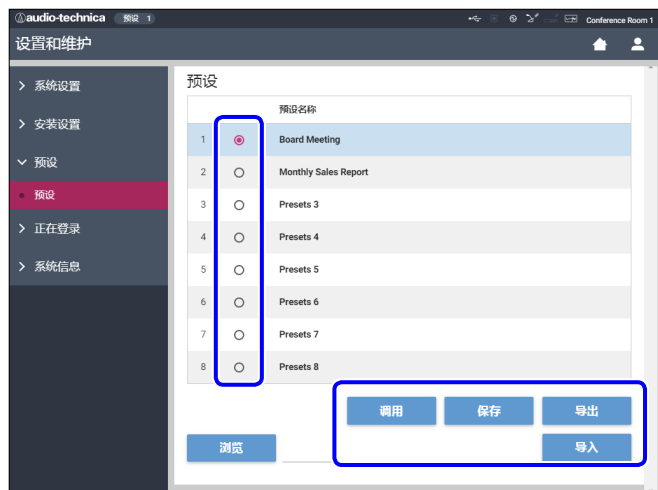 audio-technica 预设 1 Conference Room 1
设置和维护
系统设置
安装设置
预设
预设
正在登录
系统信息
预设
预设名称
1 Board Meeting
2 Monthly Sales Report
3 Presets 3
4 Presets 4
5 Presets 5
6 Presets 6
7 Presets 7
8 Presets 8
调用 保存 导出
浏览 导入